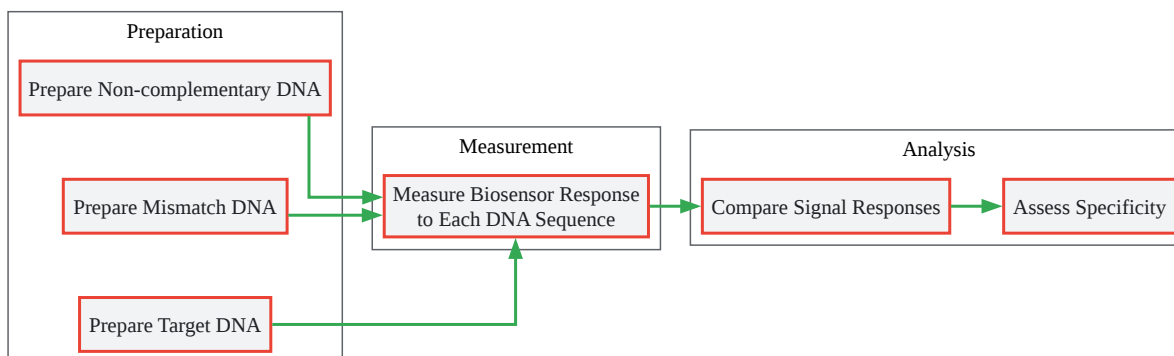 Preparation
Prepare Non-complementary DNA
Prepare Mismatch DNA
Prepare Target DNA
Measurement
Measure Biosensor Response
to Each DNA Sequence
Analysis
Compare Signal Responses
Assess Specificity